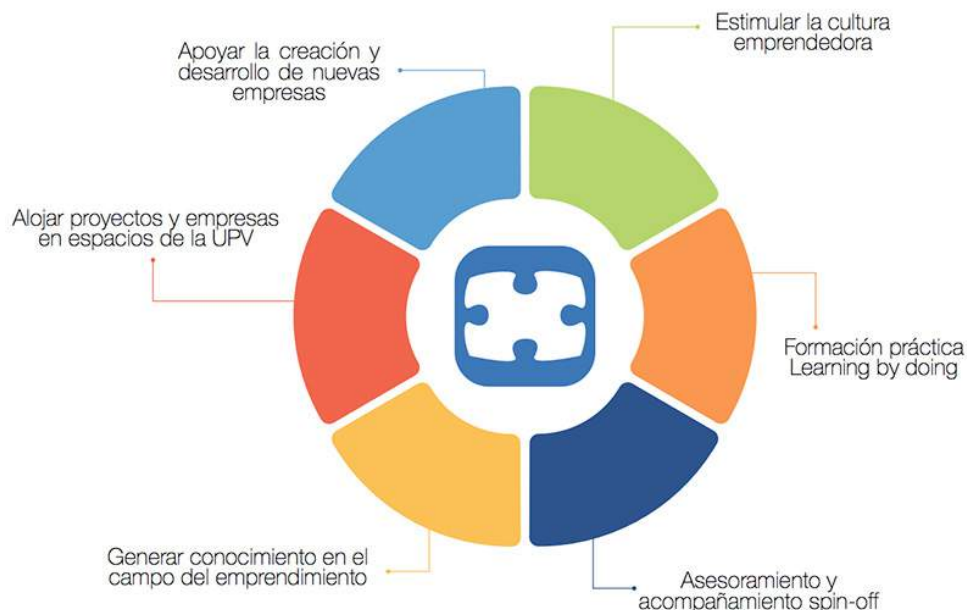 Estimular la cultura
emprendedora
Apoyar la creación y
desarrollo de nuevas
empresas
Alojar proyectos y empresas
en espacios de la UPV
Formación práctica
Learning by doing
Generar conocimiento en el
campo del emprendimiento
Asesoramiento y
acompañamiento spin-off